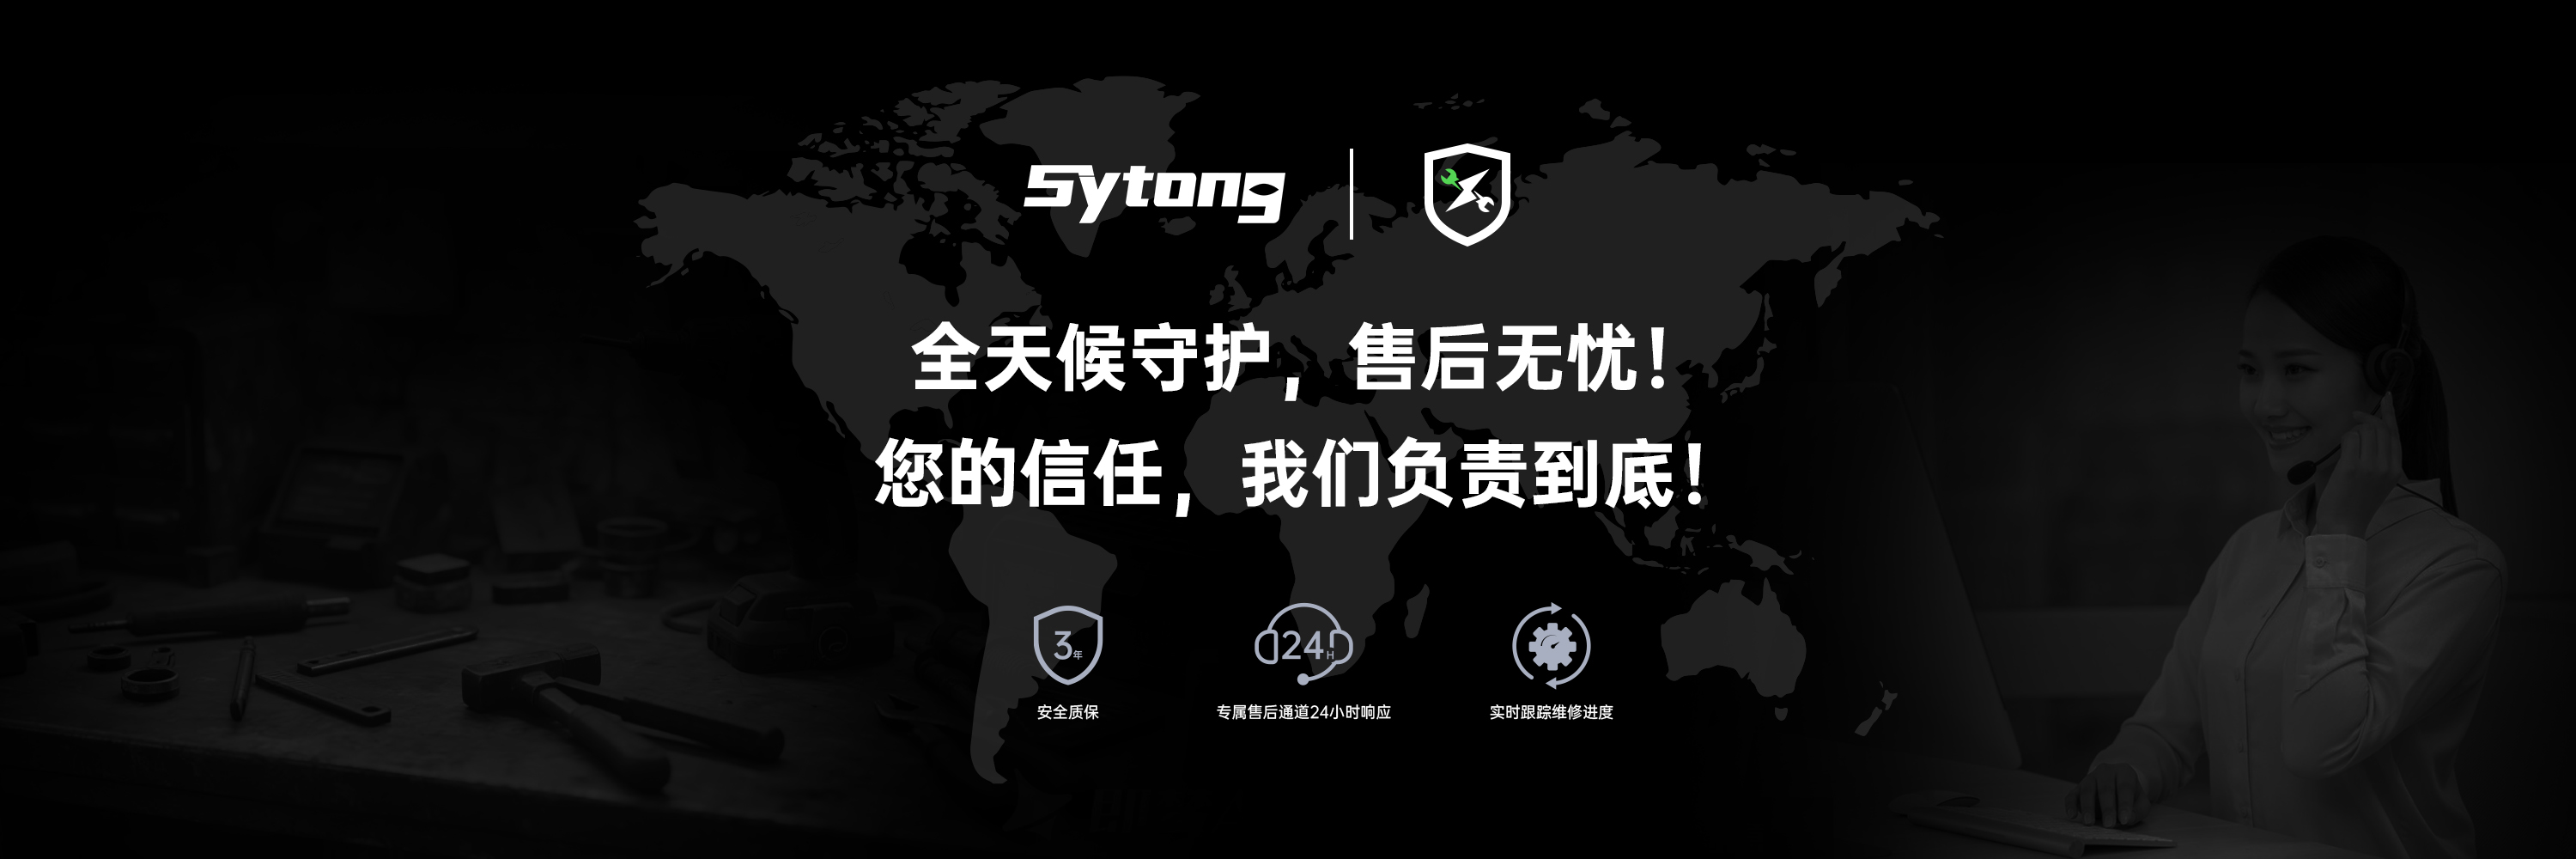 Sytong
全天候守护，售后无忧！
您的信任，我们负责到底！
3年
24H
安全质保
专属售后通道24小时响应
实时跟踪维修进度